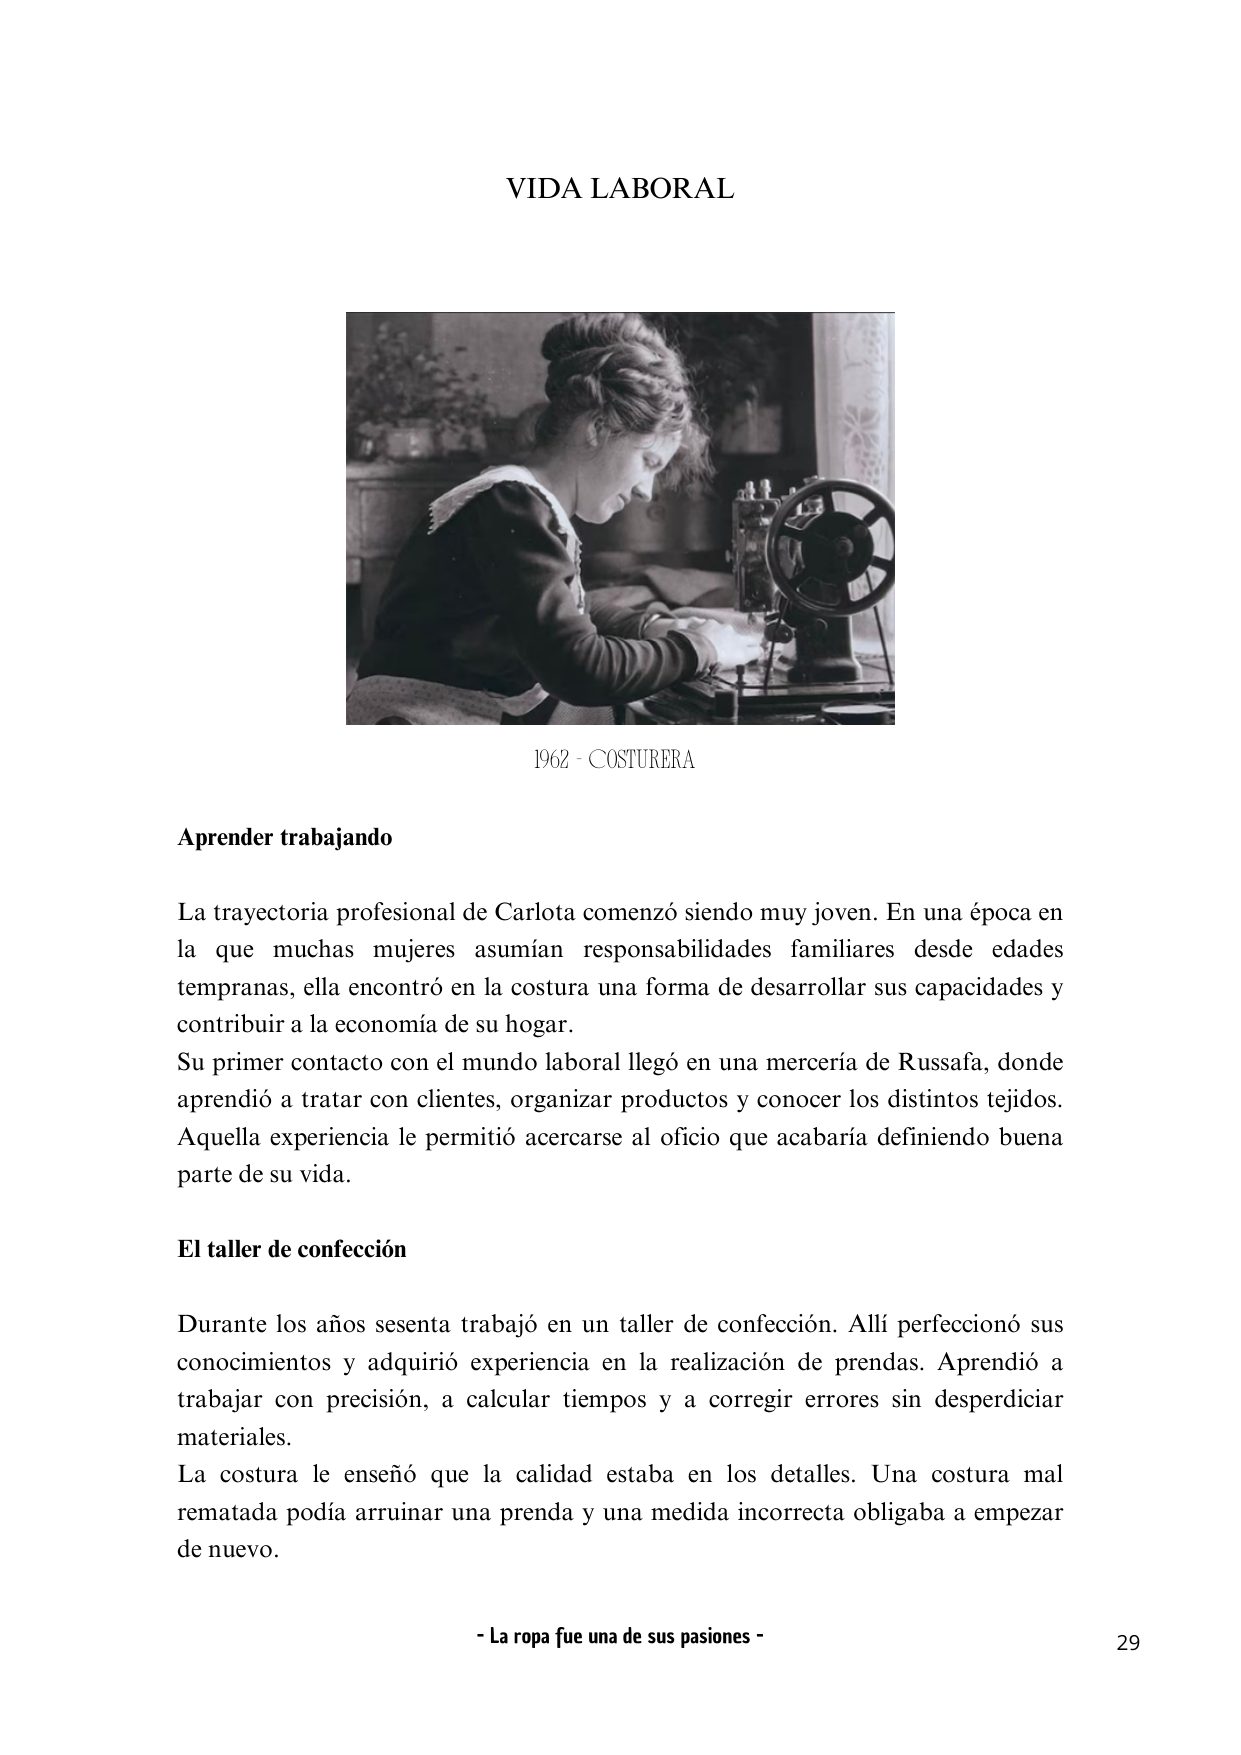 VIDA LABORAL
1962 - COSTURERA
Aprender trabajando
La trayectoria profesional de Carlota comenzó siendo muy joven. En una época en
la que muchas mujeres asumían responsabilidades familiares desde edades
tempranas, ella encontró en la costura una forma de desarrollar sus capacidades y
contribuir a la economía de su hogar.
Su primer contacto con el mundo laboral llegó en una mercería de Russafa, donde
aprendió a tratar con clientes, organizar productos y conocer los distintos tejidos.
Aquella experiencia le permitió acercarse al oficio que acabaría definiendo buena
parte de su vida.
El taller de confección
Durante los años sesenta trabajó en un taller de confección. Allí perfeccionó sus
conocimientos y adquirió experiencia en la realización de prendas. Aprendió a
trabajar con precisión, a calcular tiempos y a corregir errores sin desperdiciar
materiales.
La costura le enseñó que la calidad estaba en los detalles. Una costura mal
rematada podía arruinar una prenda y una medida incorrecta obligaba a empezar
de nuevo.
- La ropa fue una de sus pasiones -
29